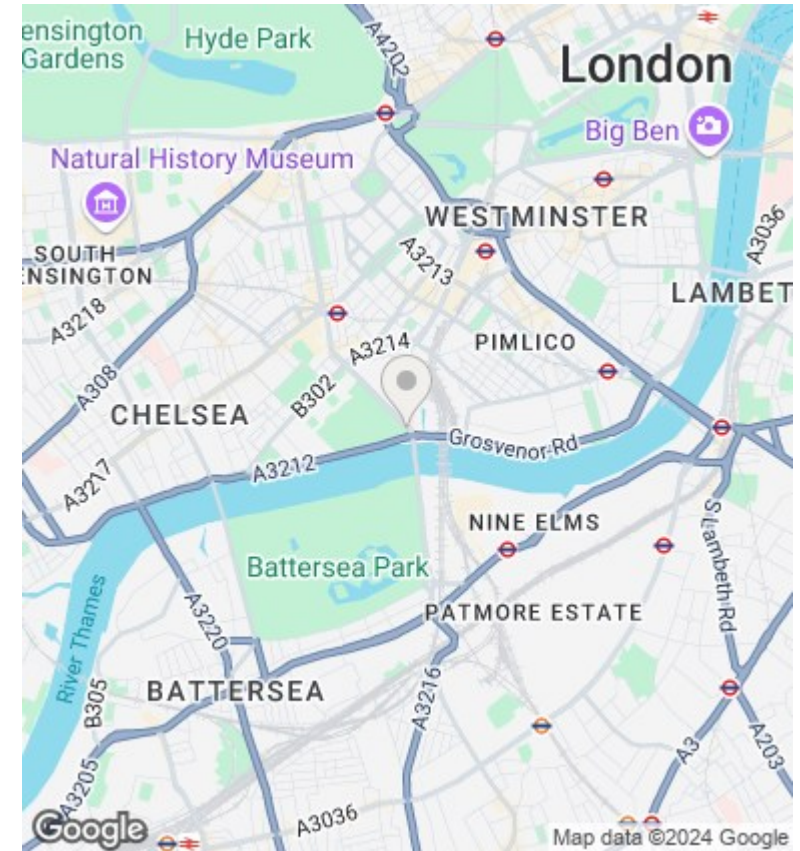 ensington
Gardens
Hyde Park
A4202
London
Big Ben
Natural History Museum
WESTMINSTER
A3036
SOUTH
ENSINGTON
A3213
LAMBET
A3218
A3214
PIMLICO
A308
B302
CHELSEA
Grosvenor Rd
A3212
A3217
NINE ELMS
S Lambeth Rd
Battersea Park
River Thames
A3220
PATMORE ESTATE
B305
BATTERSEA
A3216
A3
A203
A3205
A3036
Google
Map data ©2024 Google